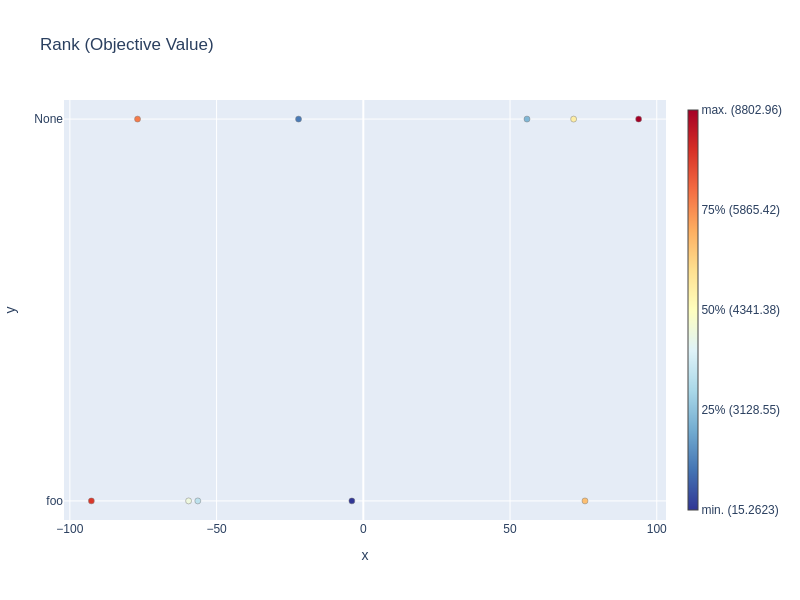 Rank (Objective Value)
None
foo
y
−100
−50
0
50
100
x
max. (8802.96)
75% (5865.42)
50% (4341.38)
25% (3128.55)
min. (15.2623)